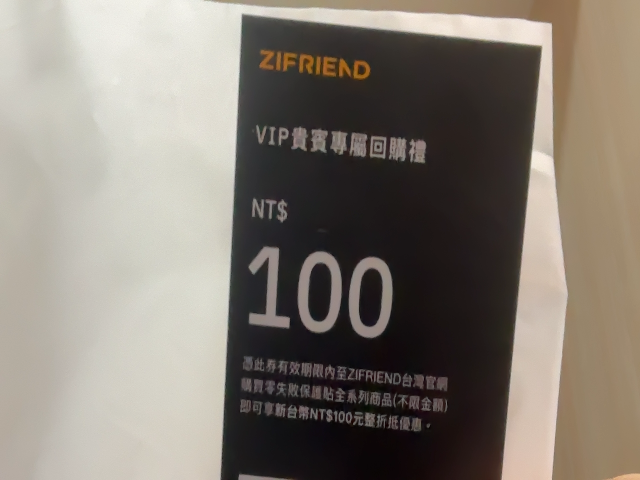 ZIFRIEND
VIP貴賓專屬回購禮
NT$
100
憑此券有效期限內至ZIFRIEND台灣官網
購買零失敗保護貼全系列商品(不限金額)
即可享新台幣NT$100元整折抵優惠。